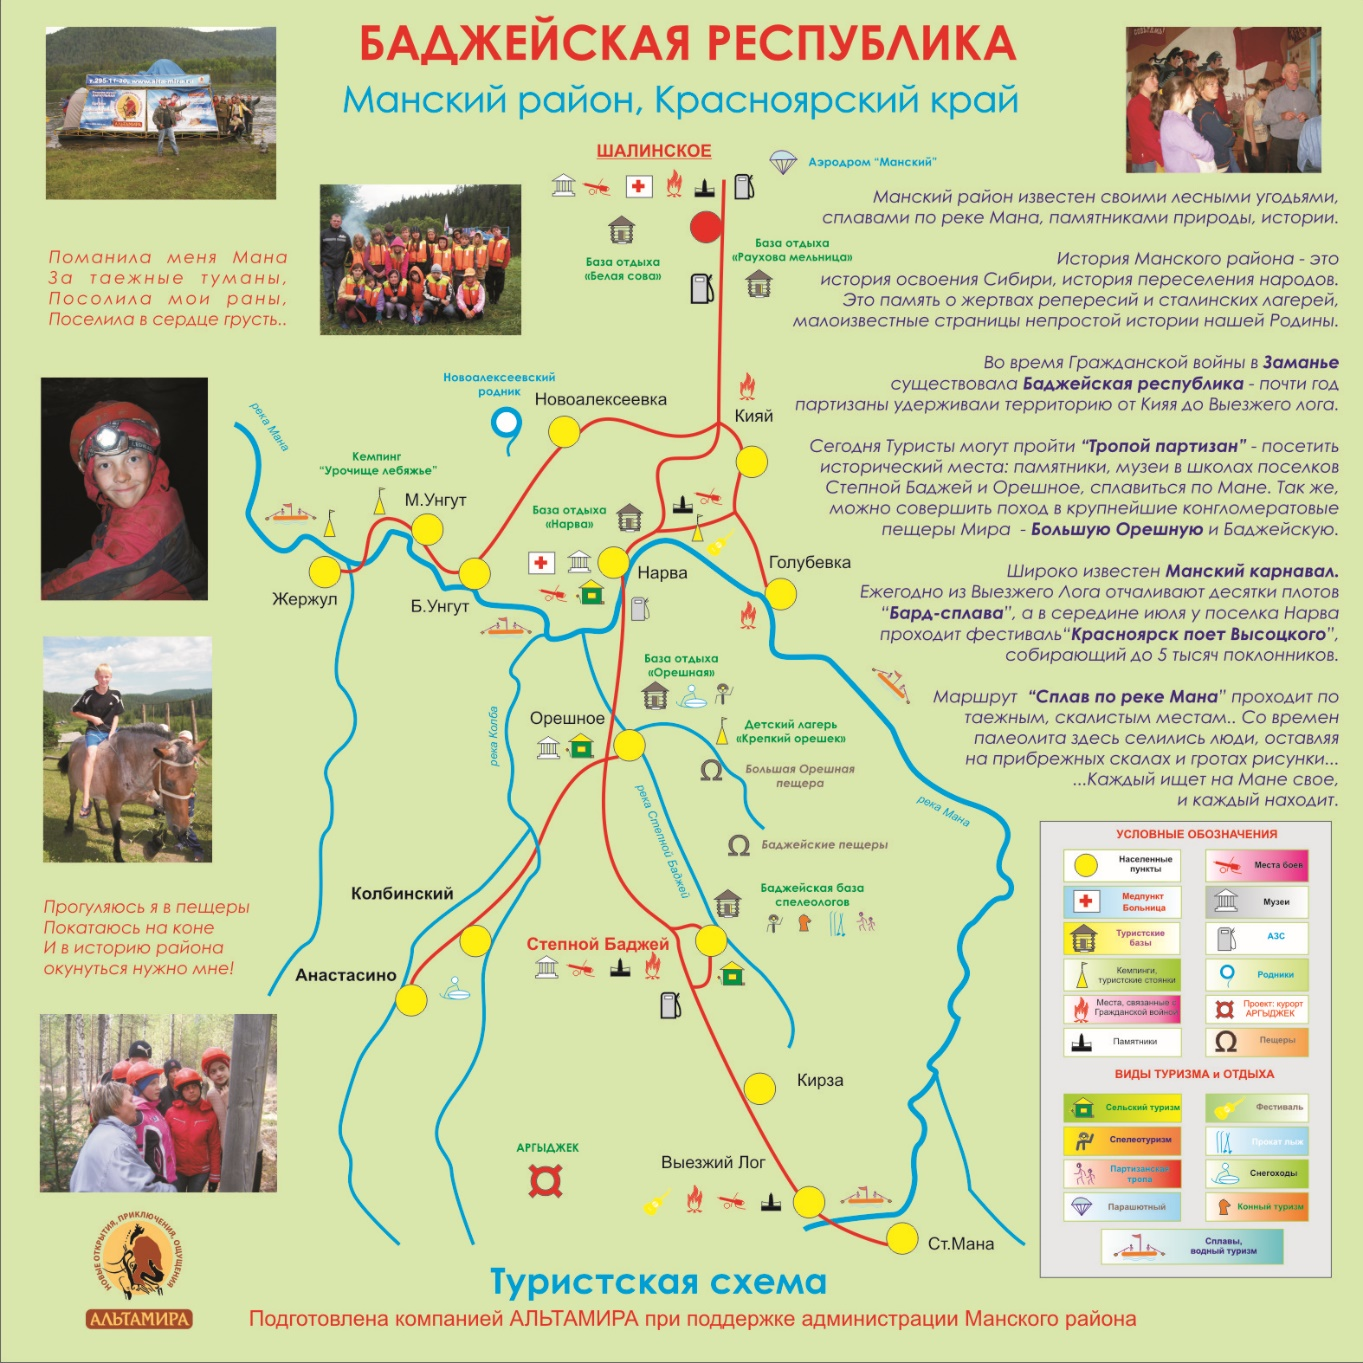 БАДЖЕЙСКАЯ РЕСПУБЛИКА
Манский район, Красноярский край
АЛЬТАМИРА
ШАЛИНСКОЕ
Аэродром “Манский”
База отдыха
«Белая сова»
База отдыха
«Раухова мельница»
Поманила меня Мана
За таежные туманы,
Посолила мои раны,
Поселила в сердце грусть..
Манский район известен своими лесными угодьями,
сплавами по реке Мана, памятниками природы, истории.
История Манского района - это
история освоения Сибири, история переселения народов.
Это память о жертвах репересий и сталинских лагерей,
малоизвестные страницы непростой истории нашей Родины.
Во время Гражданской войны в Заманье
существовала Баджейская республика - почти год
партизаны удерживали территорию от Кияя до Выезжего лога.
Сегодня Туристы могут пройти “Тропой партизан” - посетить
исторический места: памятники, музеи в школах поселков
Степной Баджей и Орешное, сплавиться по Мане. Так же,
можно совершить поход в крупнейшие конгломератовые
пещеры Мира - Большую Орешную и Баджейскую.
Широко известен Манский карнавал.
Ежегодно из Выезжего Лога отчаливают десятки плотов
“Бард-сплава”, а в середине июля у поселка Нарва
проходит фестиваль“Красноярск поет Высоцкого”,
собирающий до 5 тысяч поклонников.
Маршрут “Сплав по реке Мана” проходит по
таежным, скалистым местам.. Со времен
палеолита здесь селились люди, оставляя
на прибрежных скалах и гротах рисунки...
...Каждый ищет на Мане свое,
и каждый находит.
Новоалексеевский
родник
Новоалексеевка
Кияй
река Мана
Кемпинг
“Урочище лебяжье”
М.Унгут
База отдыха
«Нарва»
Жержул
Б.Унгут
Нарва
Голубевка
База отдыха
«Орешная»
Орешное
река Колба
Детский лагерь
«Крепкий орешек»
Большая Орешная
пещера
река Мана
река Степной Баджей
Баджейские пещеры
Баджейская база
спелеологов
Колбинский
Степной Баджей
Анастасино
Кирза
АРГЫДЖЕК
Выезжий Лог
Ст.Мана
Прогуляюсь я в пещеры
Покатаюсь на коне
И в историю района
окунуться нужно мне!
УСЛОВНЫЕ ОБОЗНАЧЕНИЯ
Населенные
пункты
Места боев
Медпункт
Больница
Музеи
Туристские
базы
АЗС
Кемпинги,
туристские стоянки
Родники
Места, связанные с
Гражданской войной
Проект: курорт
АРГЫДЖЕК
Памятники
Пещеры
ВИДЫ ТУРИЗМА и ОТДЫХА
Сельский туризм
Фестиваль
Спелеотуризм
Прокат лыж
Партизанская
тропа
Снегоходы
Парашютный
Конный туризм
Сплавы,
водный туризм
НОВЫЕ ОТКРЫТИЯ, ПРИКЛЮЧЕНИЯ, ОЩУЩЕНИЯ
АЛЬТАМИРА
Туристская схема
Подготовлена компанией АЛЬТАМИРА при поддержке администрации Манского района